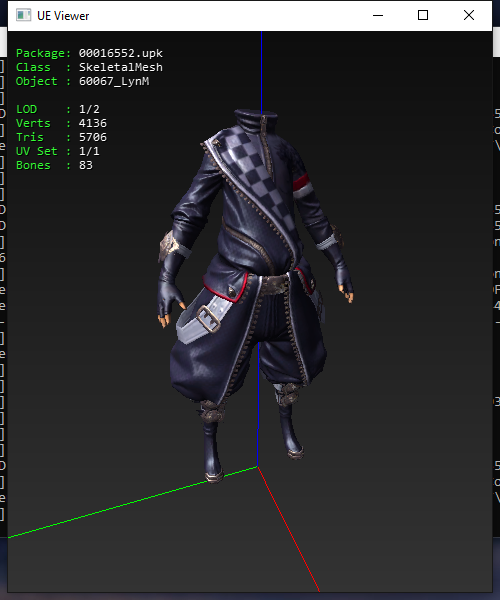 UE Viewer
Package: 00016552.upk
Class : SkeletalMesh
Object : 60067_LynM
LOD : 1/2
Verts : 4136
Tris : 5706
UV Set : 1/1
Bones : 83